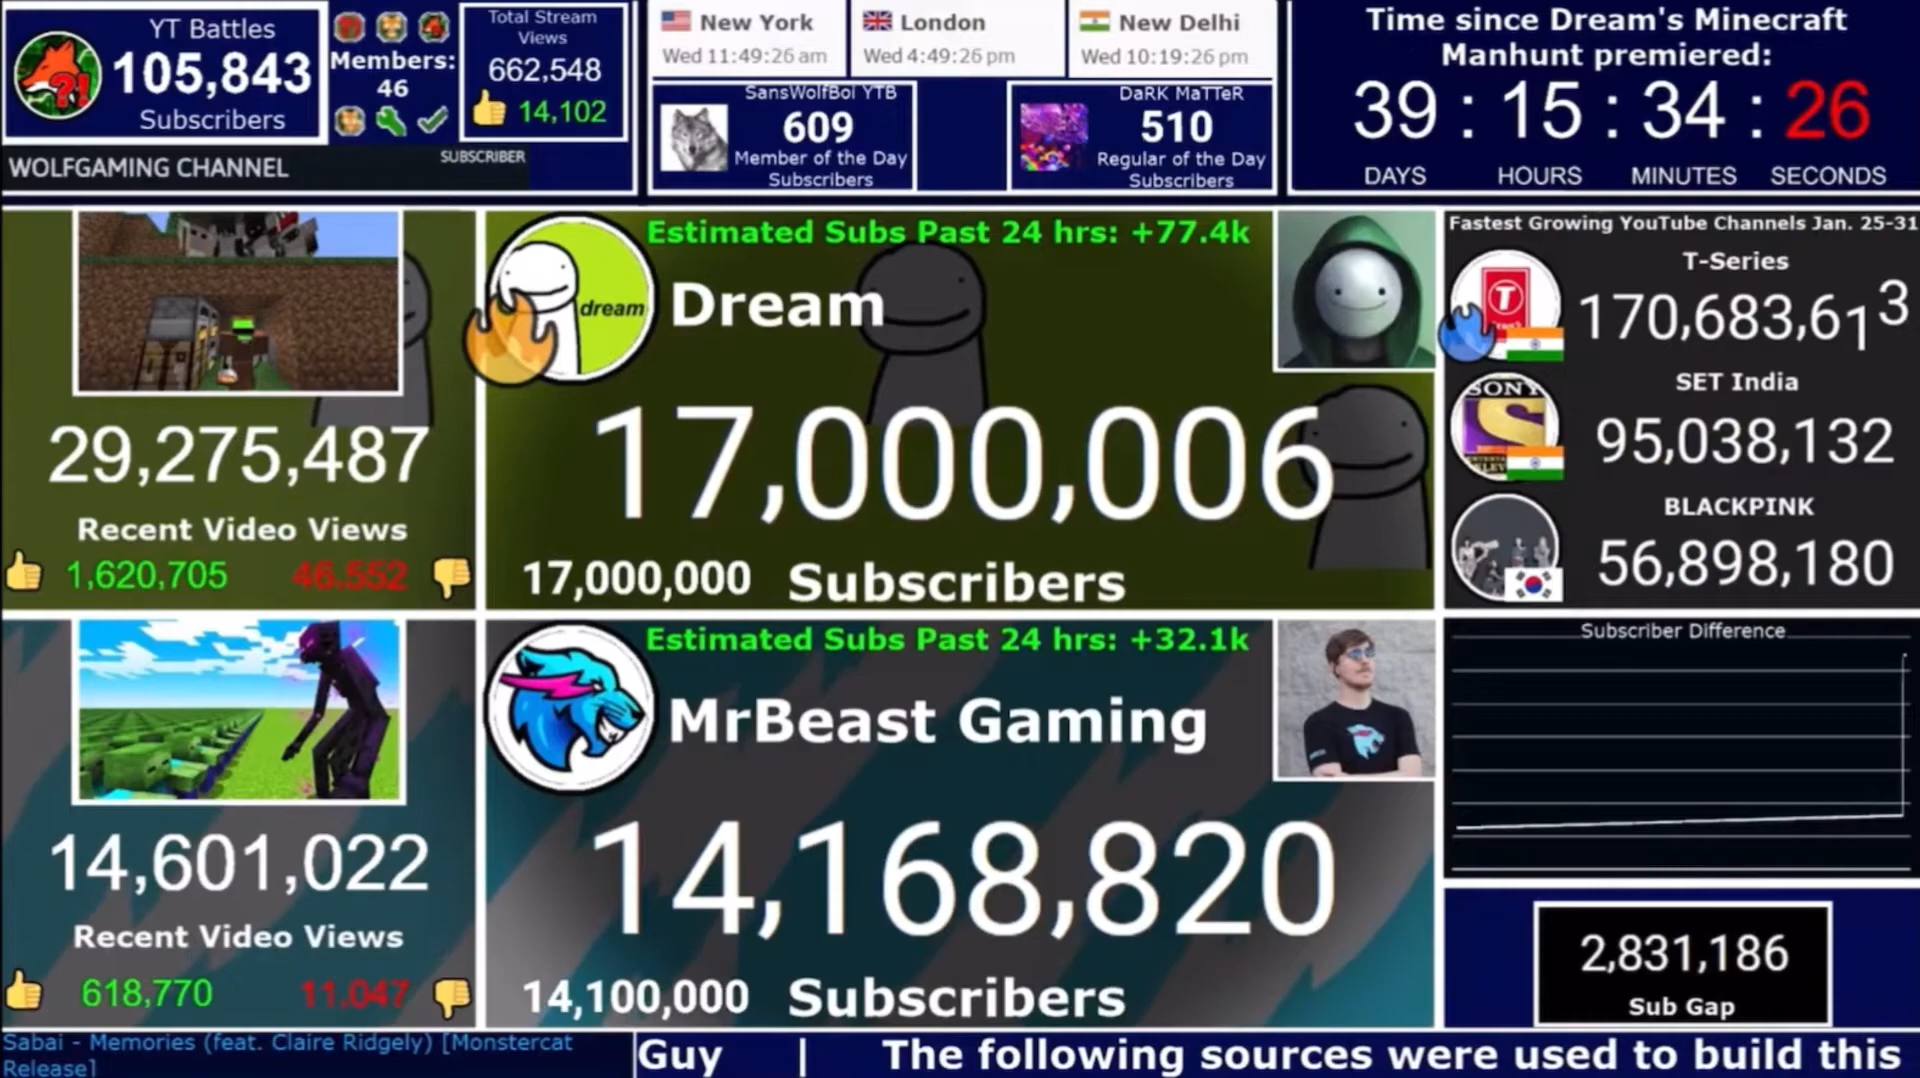 YT Battles
105,843
Subscribers
Members:
46
Total Stream
Views
662,548
14,102
WOLFGAMING CHANNEL
SUBSCRIBER
New York
Wed 11:49:26 am
London
Wed 4:49:26 pm
New Delhi
Wed 10:19:26 pm
SansWolfBoi YTB
609
Member of the Day
Subscribers
DaRK MaTTeR
510
Regular of the Day
Subscribers
Time since Dream's Minecraft
Manhunt premiered:
39 : 15 : 34 : 26
DAYS HOURS MINUTES SECONDS
29,275,487
Recent Video Views
1,620,705 46,552
Estimated Subs Past 24 hrs: +77.4k
dream
Dream
17,000,006
17,000,000 Subscribers
Fastest Growing YouTube Channels Jan. 25-31
T-Series
170,683,613
SET India
SONY
95,038,132
BLACKPINK
56,898,180
14,601,022
Recent Video Views
618,770 11,047
Estimated Subs Past 24 hrs: +32.1k
MrBeast Gaming
14,168,820
14,100,000 Subscribers
Subscriber Difference
2,831,186
Sub Gap
Sabai - Memories (feat. Claire Ridgely) [Monstercat
Release]
Guy | The following sources were used to build this